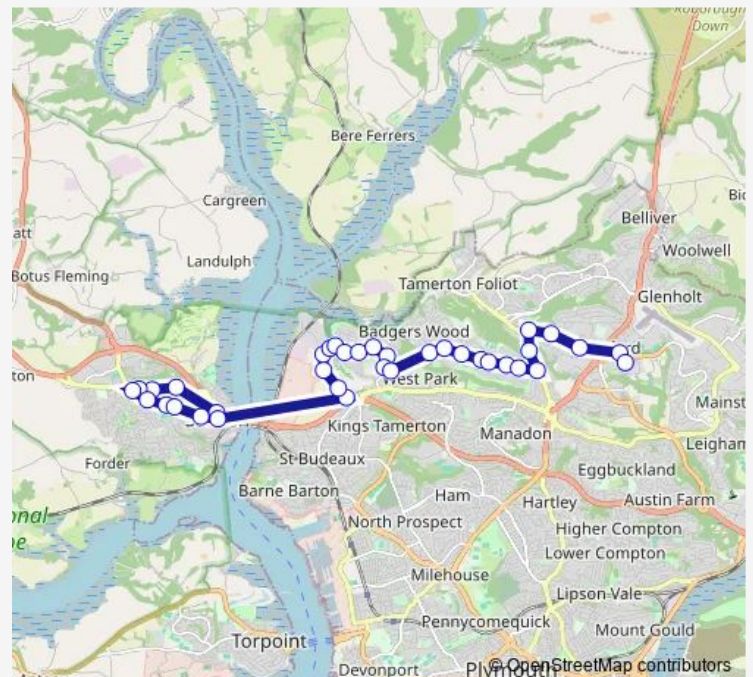 Roborough
Down
Bere Ferrers
Cargreen
Belliver
Landulph
Woolwell
Botus Fleming
Tamerton Foliot
Glenholt
Badgers Wood
West Park
Kings Tamerton
Manadon
St Budeaux
Forder
Eggbuckland
Barne Barton
Ham
Hartley
Austin Farm
North Prospect
Higher Compton
Lower Compton
Milehouse
Lipson Vale
Pennycomequick
Mount Gould
Torpoint
Devonport
© OpenStreetMap contributors